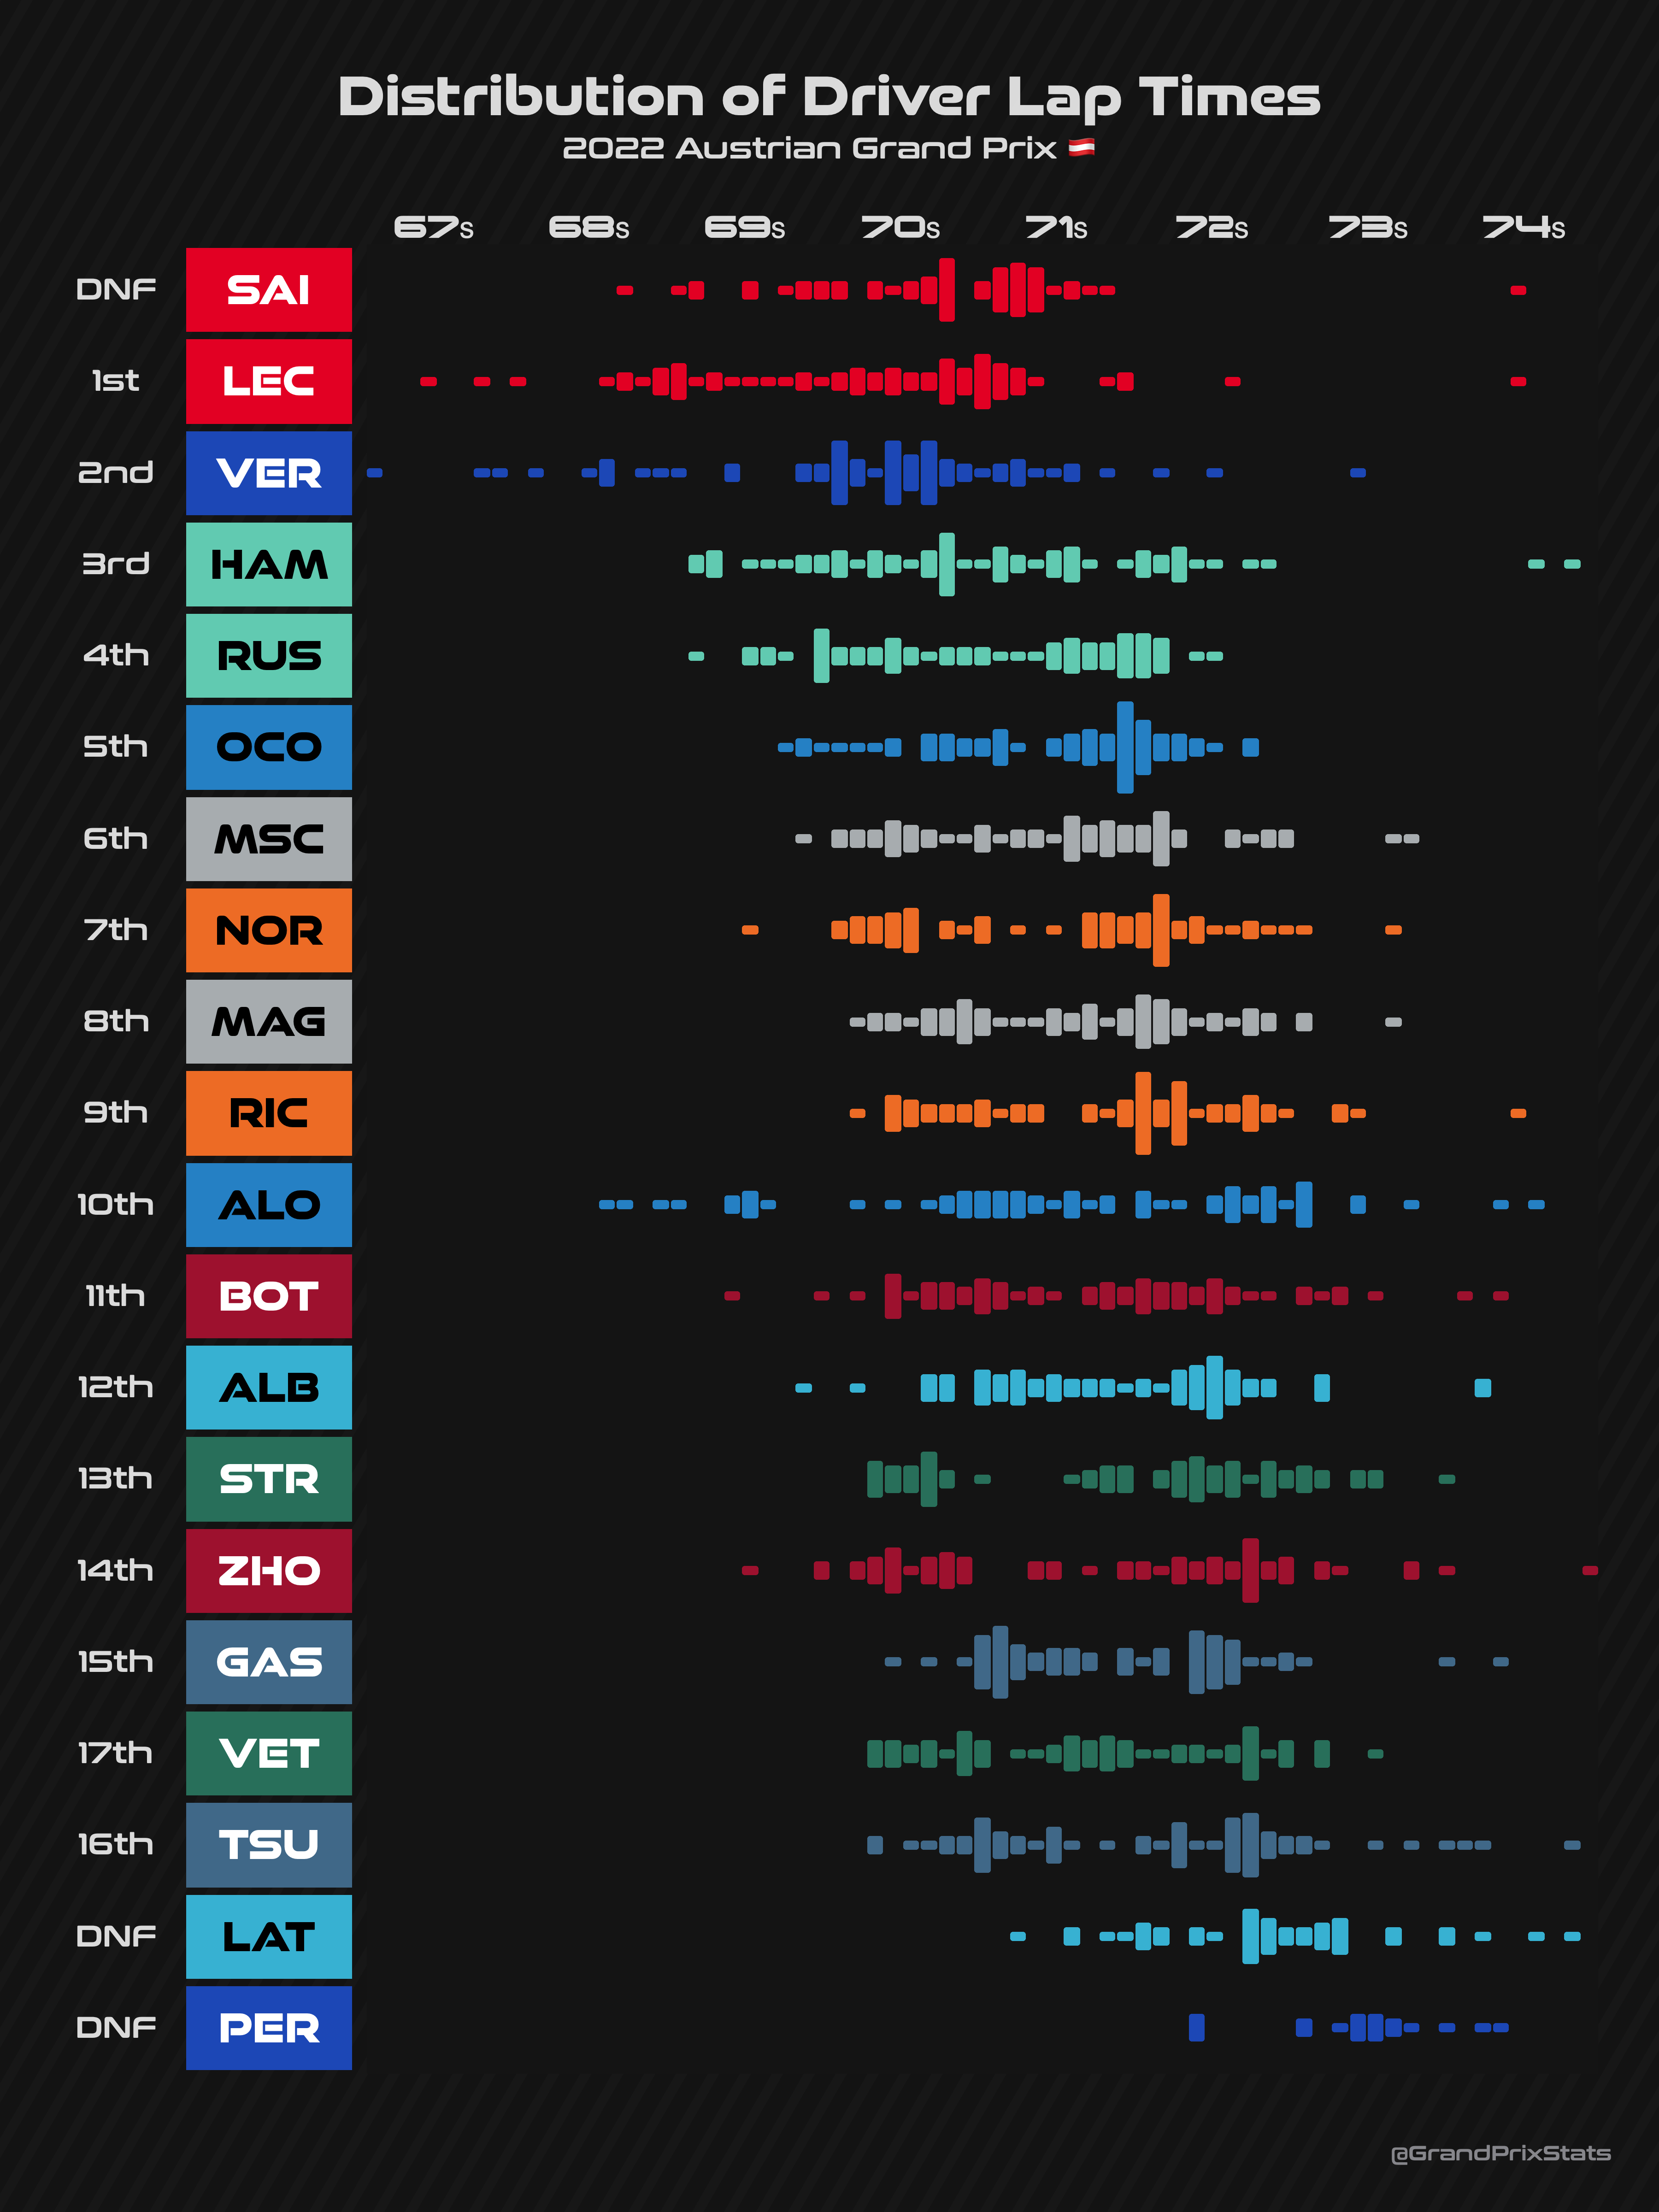 Distribution of Driver Lap Times
2022 Austrian Grand Prix 🇦🇹
67s 68s 69s 70s 71s 72s 73s 74s
DNF SAI
1st LEC
2nd VER
3rd HAM
4th RUS
5th OCO
6th MSC
7th NOR
8th MAG
9th RIC
10th ALO
11th BOT
12th ALB
13th STR
14th ZHO
15th GAS
17th VET
16th TSU
DNF LAT
DNF PER
@GrandPrixStats